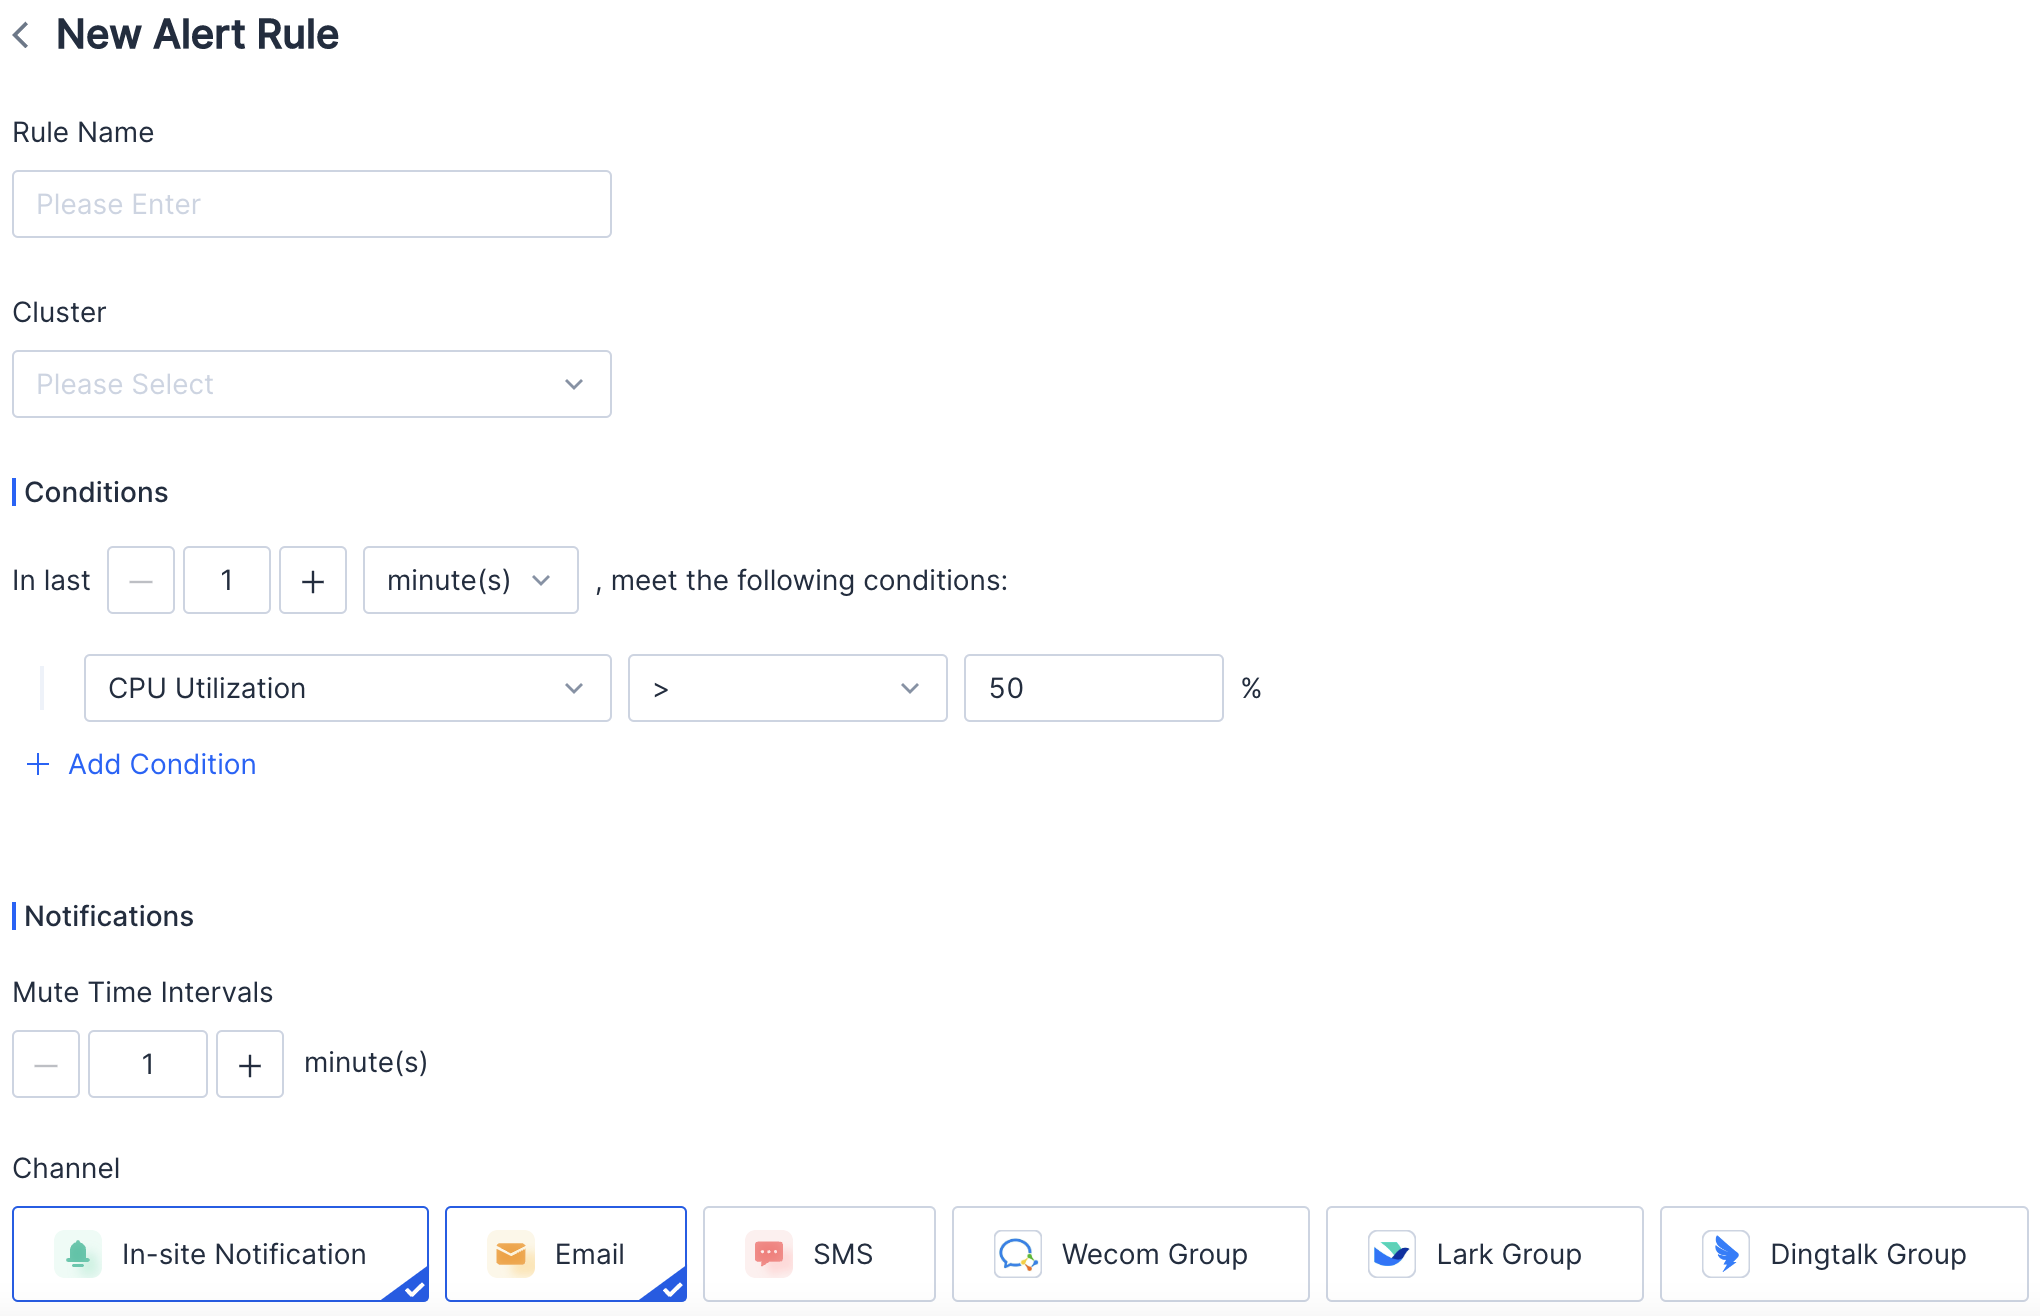 New Alert Rule
Rule Name
Please Enter
Cluster
Please Select
Conditions
In last 1 minute(s) , meet the following conditions:
CPU Utilization > 50 %
Add Condition
Notifications
Mute Time Intervals
1 minute(s)
Channel
In-site Notification Email SMS Wecom Group Lark Group Dingtalk Group